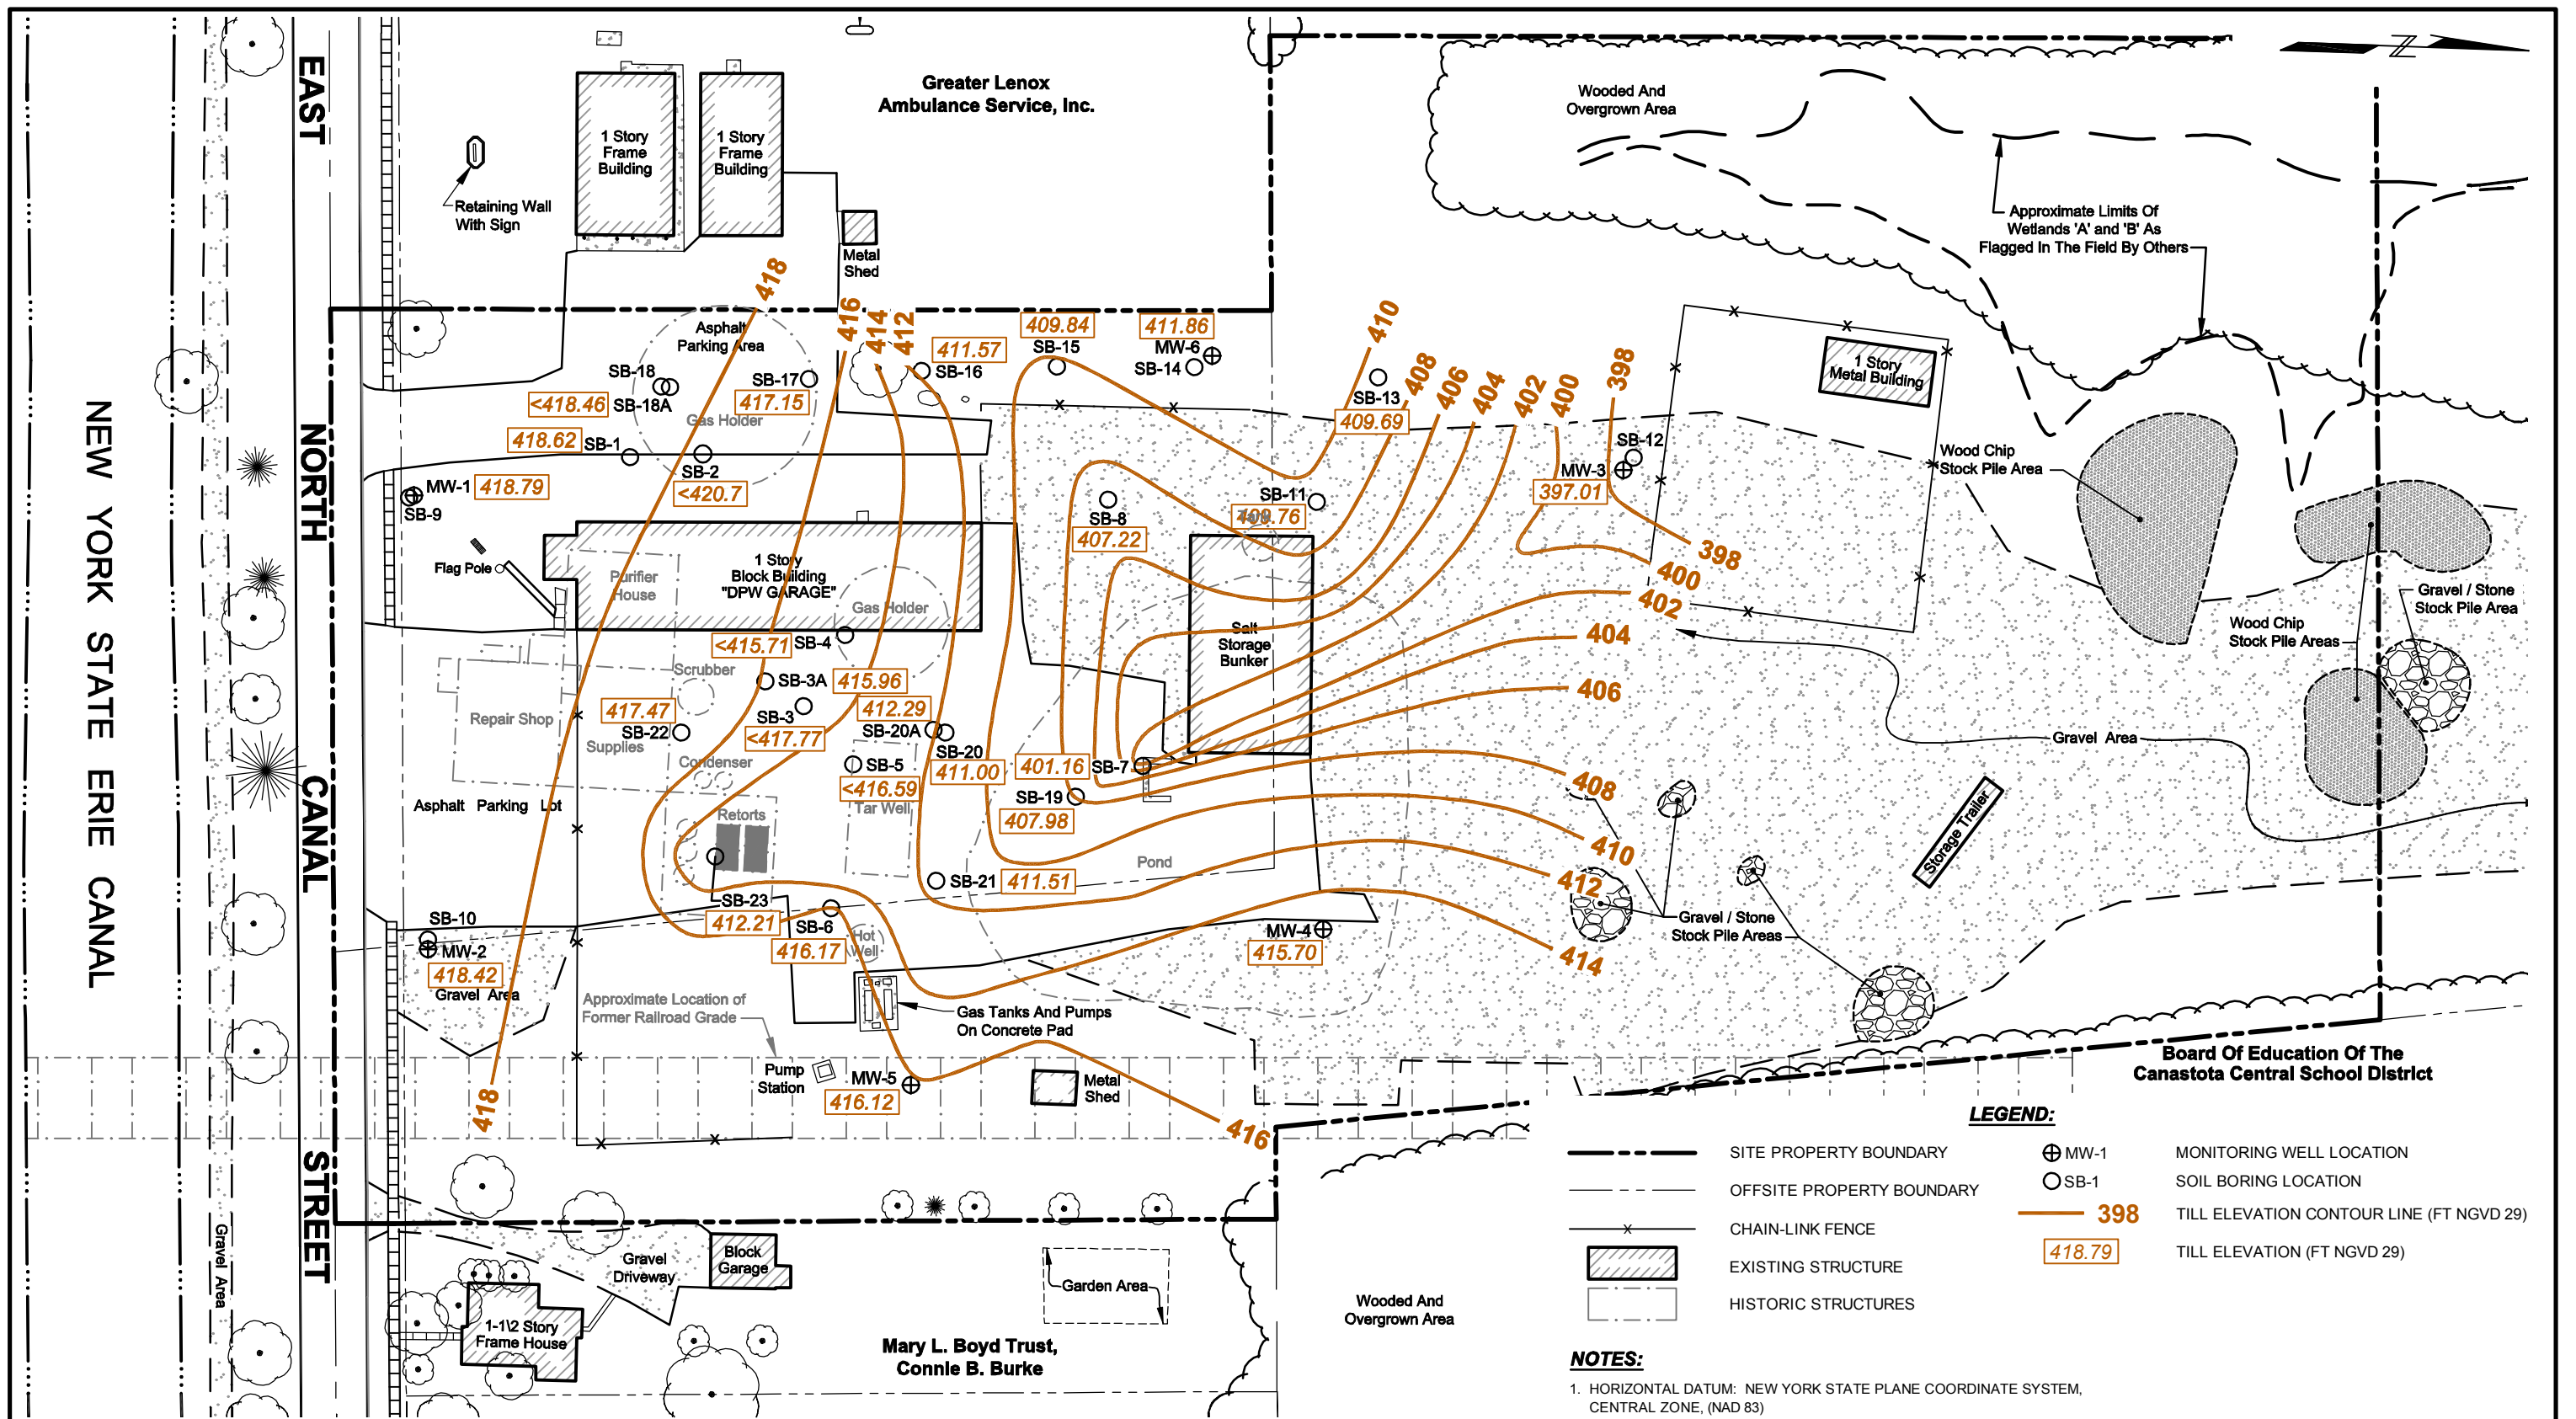 NEW YORK STATE ERIE CANAL
EAST NORTH CANAL STREET
Gravel Area
Greater Lenox
Ambulance Service, Inc.
1 Story
Frame
Building
1 Story
Frame
Building
Retaining Wall
With Sign
Metal
Shed
Wooded And
Overgrown Area
Approximate Limits Of
Wetlands 'A' and 'B' As
Flagged In The Field By Others
Z
418
416
414
412
410
408
406
404
402
400
398
Asphalt
Parking Area
Gas Holder
SB-18
SB-18A
<418.46
SB-17
417.15
411.57
SB-16
409.84
SB-15
411.86
MW-6
SB-14
SB-13
409.69
418.62
SB-1
SB-2
<420.7
MW-1
418.79
SB-9
SB-12
MW-3
397.01
SB-11
409.76
SB-8
407.22
1 Story
Metal Building
Wood Chip
Stock Pile Area
Gravel / Stone
Stock Pile Area
Wood Chip
Stock Pile Areas
Flag Pole
Purifier
House
1 Story
Block Building
"DPW GARAGE"
Gas Holder
<415.71
SB-4
Scrubber
SB-3A
415.96
SB-3
<417.77
412.29
SB-20A
SB-20
411.00
417.47
SB-22
Repair Shop
Supplies
Condenser
SB-5
<416.59
Tar Well
Retorts
401.16
SB-7
SB-19
407.98
Salt
Storage
Bunker
398
400
402
404
406
408
410
412
414
Gravel Area
Storage Trailer
Asphalt Parking Lot
Pond
SB-21
411.51
SB-23
412.21
SB-6
416.17
Hot
Well
SB-10
MW-2
418.42
Gravel Area
MW-4
415.70
Gravel / Stone
Stock Pile Areas
Approximate Location of
Former Railroad Grade
Gas Tanks And Pumps
On Concrete Pad
Pump
Station
MW-5
416.12
Metal
Shed
418
416
Board Of Education Of The
Canastota Central School District
Gravel
Driveway
Block
Garage
1-1\2 Story
Frame House
Garden Area
Mary L. Boyd Trust,
Connie B. Burke
Wooded And
Overgrown Area
LEGEND:
SITE PROPERTY BOUNDARY
OFFSITE PROPERTY BOUNDARY
CHAIN-LINK FENCE
EXISTING STRUCTURE
HISTORIC STRUCTURES
MW-1 MONITORING WELL LOCATION
SB-1 SOIL BORING LOCATION
398 TILL ELEVATION CONTOUR LINE (FT NGVD 29)
418.79 TILL ELEVATION (FT NGVD 29)
NOTES:
1. HORIZONTAL DATUM: NEW YORK STATE PLANE COORDINATE SYSTEM,
CENTRAL ZONE, (NAD 83)